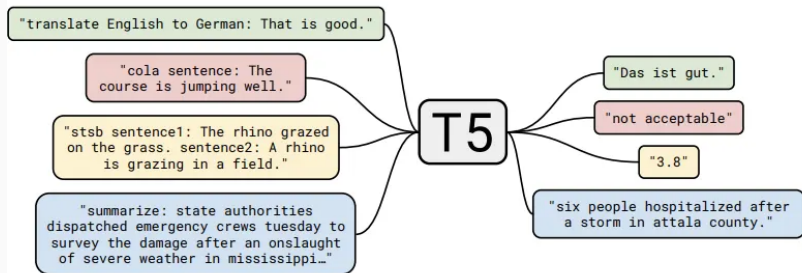 "translate English to German: That is good."
"cola sentence: The
course is jumping well."
"stsb sentence1: The rhino grazed
on the grass. sentence2: A rhino
is grazing in a field."
"summarize: state authorities
dispatched emergency crews tuesday to
survey the damage after an onslaught
of severe weather in mississippi…"
T5
"Das ist gut."
"not acceptable"
"3.8"
"six people hospitalized after
a storm in attala county."